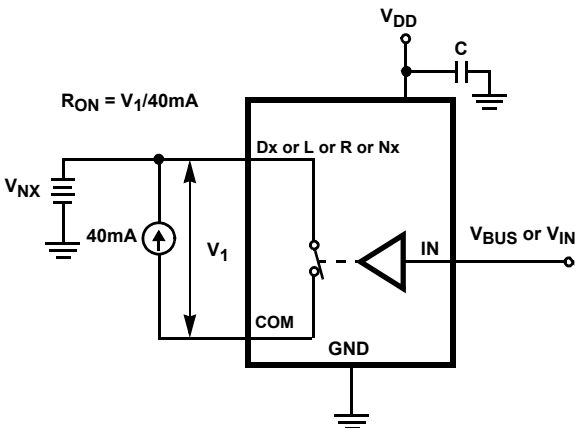 V_DD
C
R_ON = V_1/40mA
Dx or L or R or Nx
V_NX
40mA
V_1
IN
V_BUS or V_IN
COM
GND